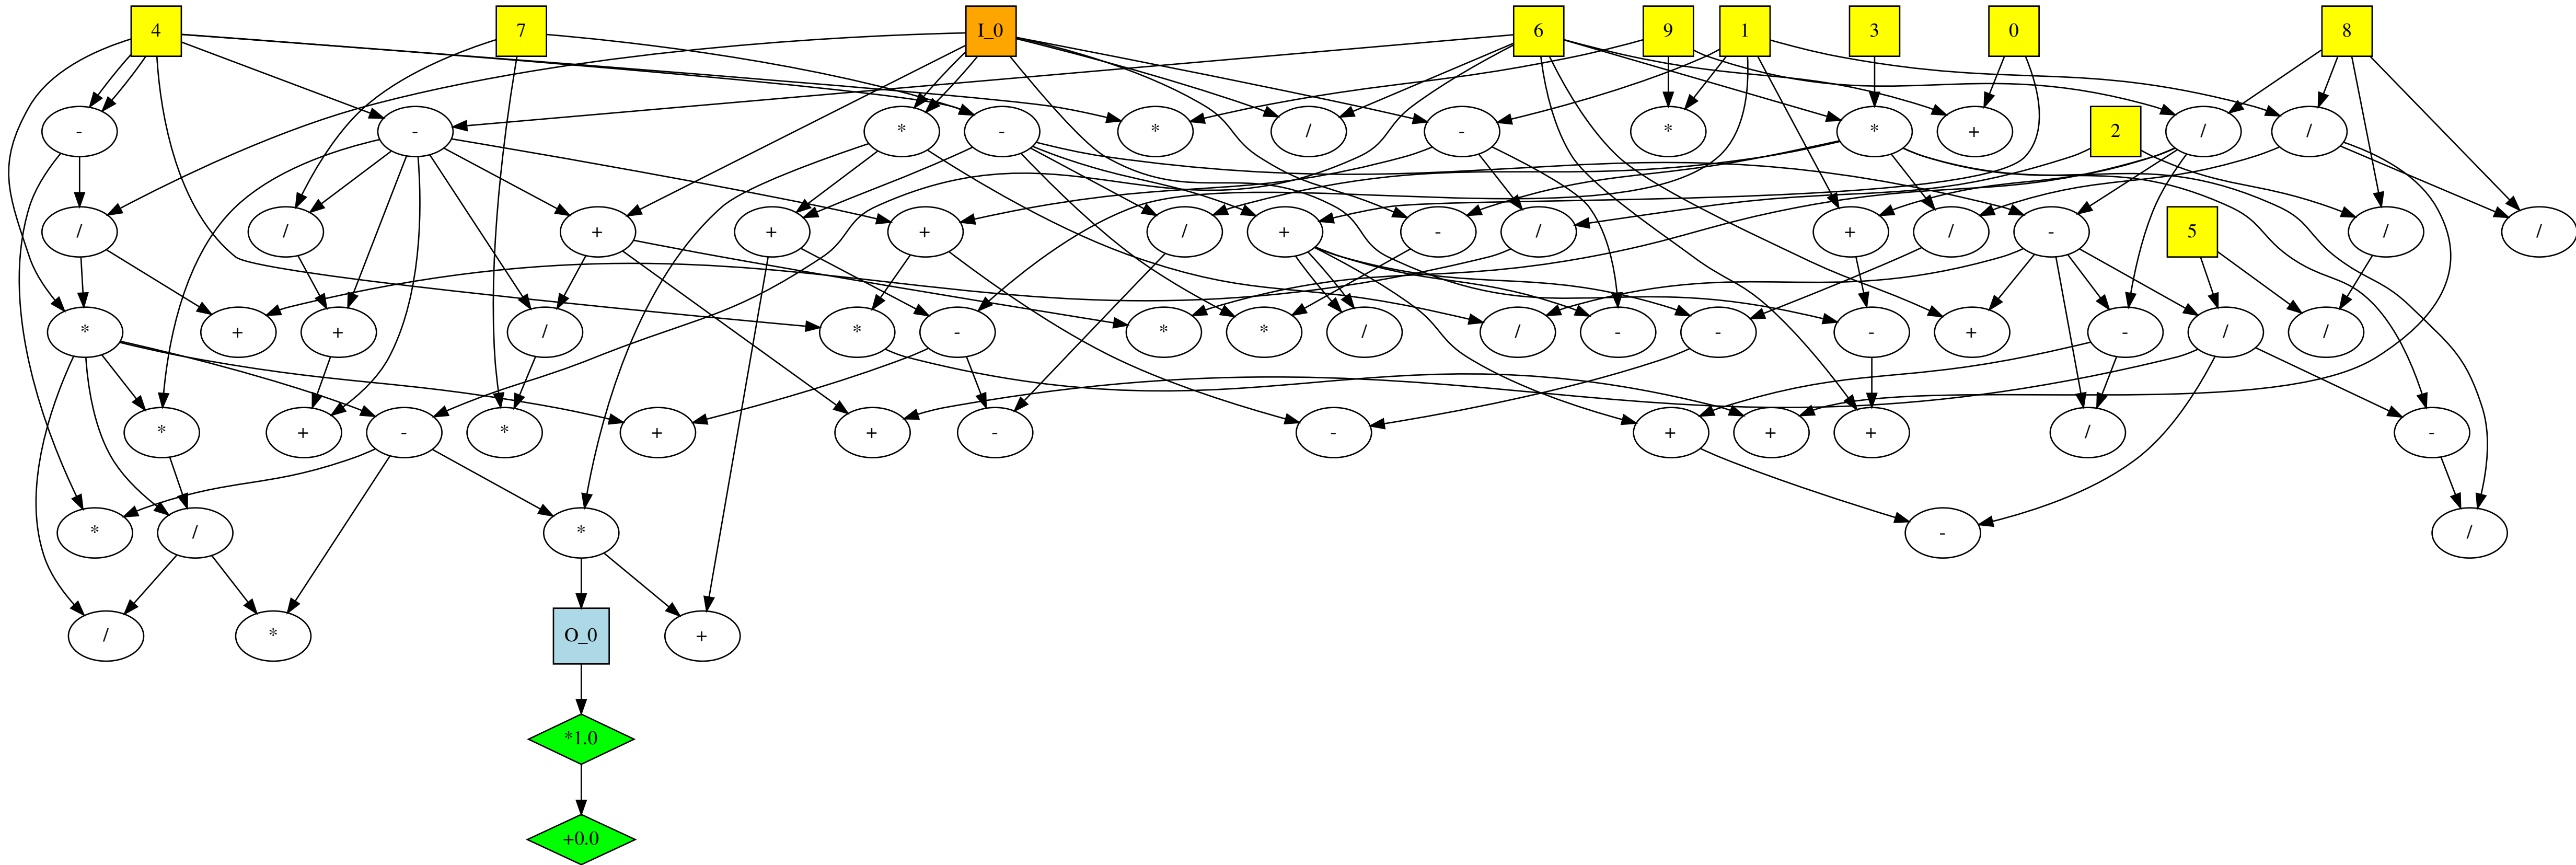 4 7 I_0 6 9 1 3 0 8
- - * - * / - * * + 2 / /
/ / + + + / + - / + / - 5 / /
* + + / * - * * / / - - - + - / /
* + - * + + - - + + + / -
* / * - /
/ * O_0 +
*1.0
+0.0